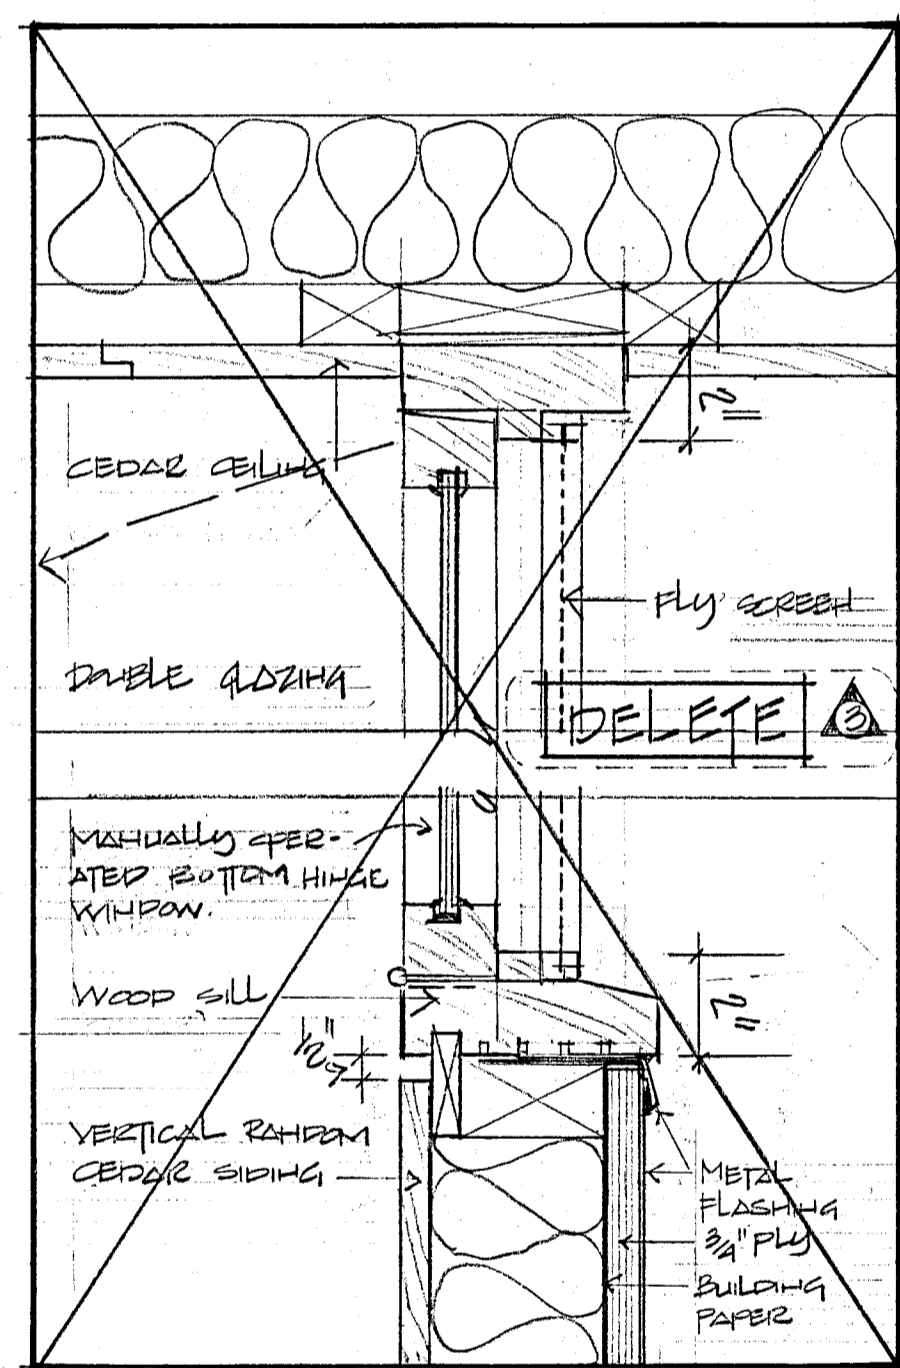 2"
CEDAR CEILING
FLY SCREEN
DOUBLE GLAZING
DELETE 3
MANUALLY OPER-
ATED BOTTOM HINGE
WINDOW.
WOOD SILL
2"
1/2"
VERTICAL RANDOM
CEDAR SIDING
METAL
FLASHING
3/4" PLY
BUILDING
PAPER